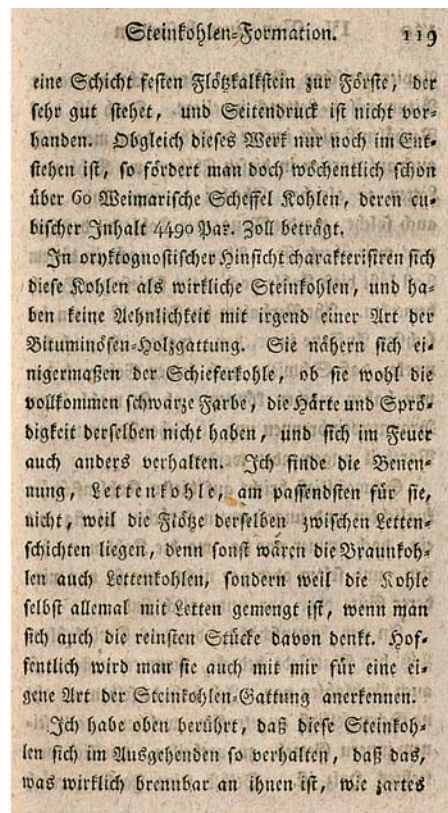 Steinkohlen-Formation. 119
eine Schicht festen Flötzkalkstein zur Förste, der
sehr gut stehet, und Seitendruck ist nicht vor-
handen. Obgleich dieses Werk nur noch im Ent-
stehen ist, so fördert man doch wöchentlich schon
über 60 Weimarische Scheffel Kohlen, deren cu-
bischer Inhalt 4490 Par. Zoll beträgt.
In oryktognostischer Hinsicht charakterisiren sich
diese Kohlen als wirkliche Steinkohlen, und ha-
ben keine Aehnlichkeit mit irgend einer Art der
Bituminösen-Holzgattung. Sie nähern sich ei-
nigermaßen der Schieferkohle, ob sie wohl die
vollkommen schwarze Farbe, die Härte und Sprö-
digkeit derselben nicht haben, und sich im Feuer
auch anders verhalten. Ich finde die Benen-
nung, Lettenkohle, am passendsten für sie,
nicht, weil die Flötze derselben zwischen Letten-
schichten liegen, denn sonst wären die Braunkoh-
len auch Lettenkohlen, sondern weil die Kohle
selbst allemal mit Letten gemengt ist, wenn man
sich auch die reinsten Stücke davon denkt. Hof-
fentlich wird man sie auch mit mir für eine ei-
gene Art der Steinkohlen-Gattung anerkennen.
Ich habe oben berührt, daß diese Steinkoh-
len sich im Ausgehenden so verhalten, daß das,
was wirklich brennbar an ihnen ist, wie zartes